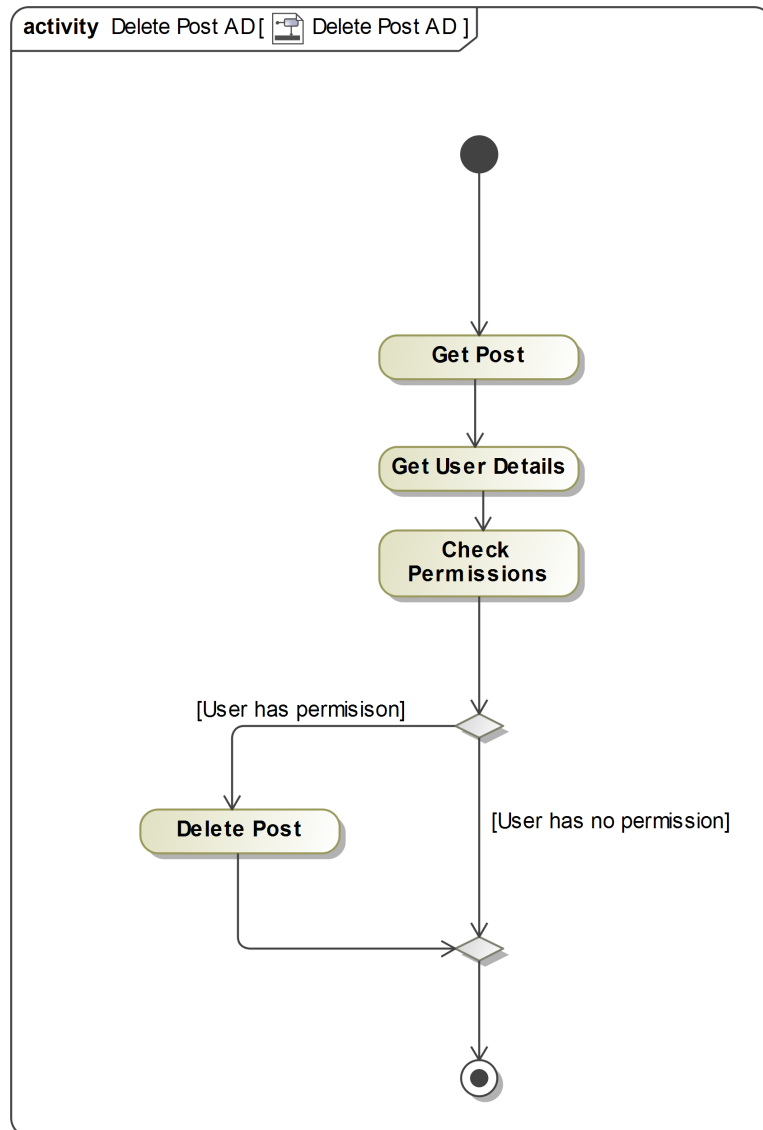 activity Delete Post AD[ Delete Post AD ]
Get Post
Get User Details
Check
Permissions
[User has permisison]
Delete Post
[User has no permission]